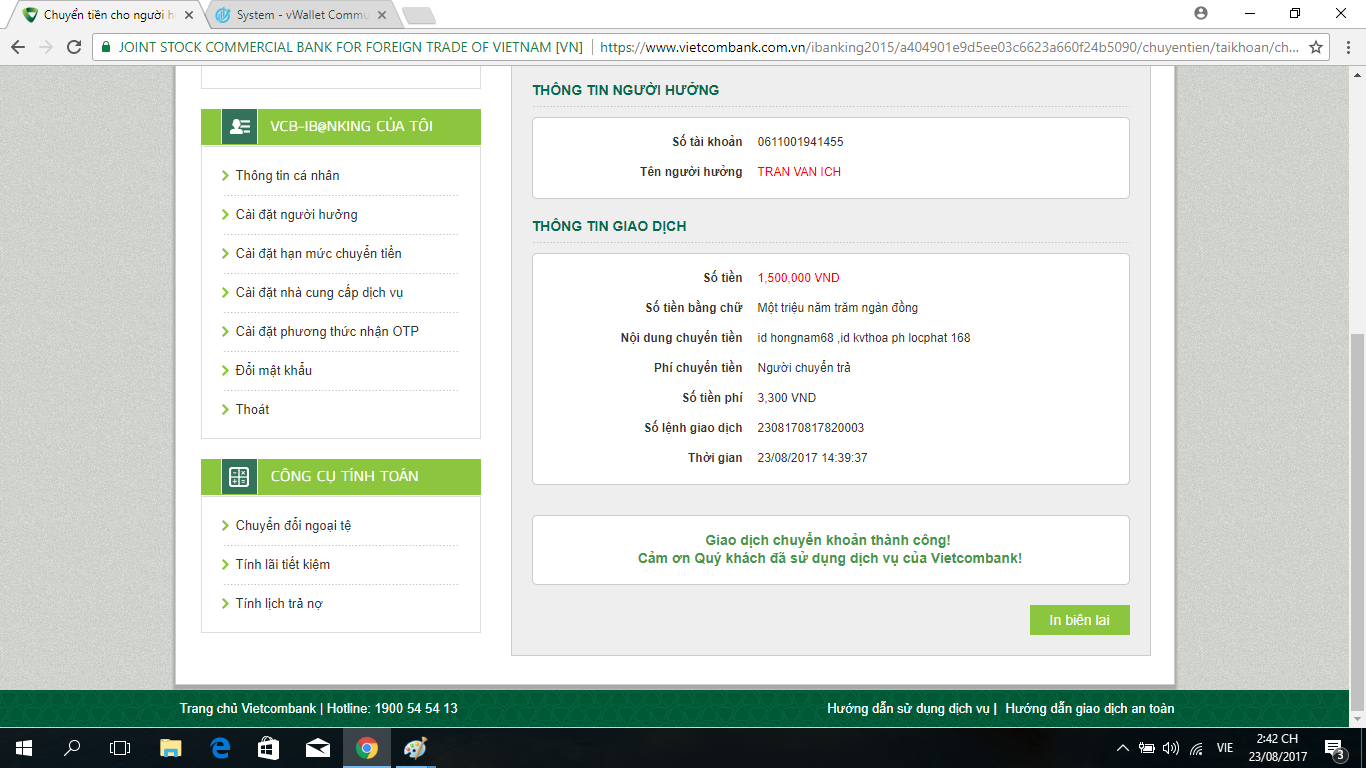 Chuyển tiền cho người h
System - vWallet Commu
JOINT STOCK COMMERCIAL BANK FOR FOREIGN TRADE OF VIETNAM [VN]
https://www.vietcombank.com.vn/ibanking2015/a404901e9d5ee03c6623a660f24b5090/chuyentien/taikhoan/ch...
VCB-IB@NKING CỦA TÔI
Thông tin cá nhân
Cài đặt người hưởng
Cài đặt hạn mức chuyển tiền
Cài đặt nhà cung cấp dịch vụ
Cài đặt phương thức nhận OTP
Đổi mật khẩu
Thoát
CÔNG CỤ TÍNH TOÁN
Chuyển đổi ngoại tệ
Tính lãi tiết kiệm
Tính lịch trả nợ
THÔNG TIN NGƯỜI HƯỞNG
Số tài khoản 0611001941455
Tên người hưởng TRAN VAN ICH
THÔNG TIN GIAO DỊCH
Số tiền 1,500,000 VND
Số tiền bằng chữ Một triệu năm trăm ngàn đồng
Nội dung chuyển tiền id hongnam68 ,id kvthoa ph locphat 168
Phí chuyển tiền Người chuyển trả
Số tiền phí 3,300 VND
Số lệnh giao dịch 2308170817820003
Thời gian 23/08/2017 14:39:37
Giao dịch chuyển khoản thành công!
Cảm ơn Quý khách đã sử dụng dịch vụ của Vietcombank!
In biên lai
Trang chủ Vietcombank | Hotline: 1900 54 54 13
Hướng dẫn sử dụng dịch vụ | Hướng dẫn giao dịch an toàn
VIE
2:42 CH
23/08/2017
3